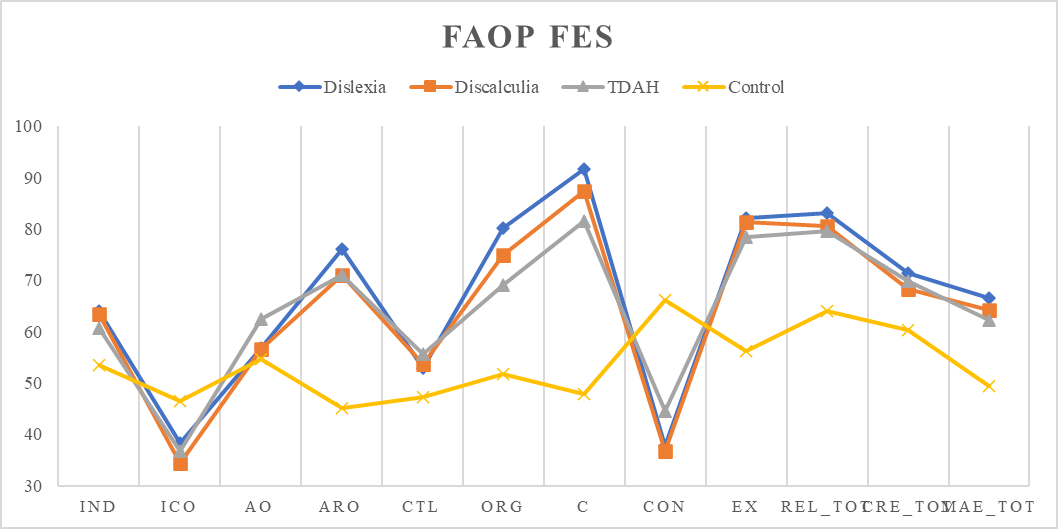 FAOP FES
Dislexia Discalculia TDAH Control
100
90
80
70
60
50
40
30
IND ICO AO ARO CTL ORG C CON EX REL_TOT CRE_TOT MAE_TOT